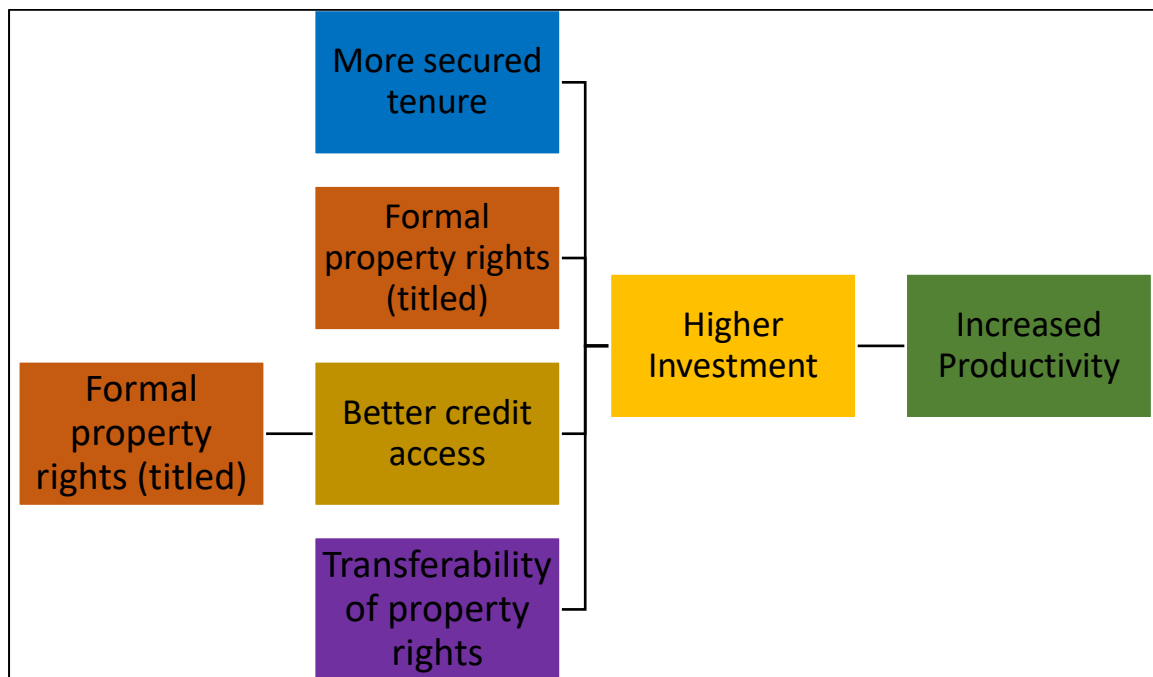 More secured
tenure
Formal
property rights
(titled)
Higher
Investment
Increased
Productivity
Formal
property
rights (titled)
Better credit
access
Transferability
of property
rights